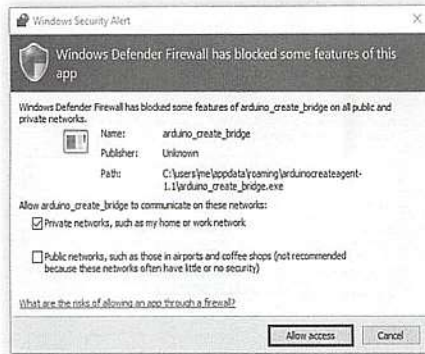 Windows Security Alert
Windows Defender Firewall has blocked some features of this
app
Windows Defender Firewall has blocked some features of arduino_create_bridge on all public and
private networks.
Name: arduino_create_bridge
Publisher: Unknown
Path: C:\users\me\appdata\roaming\arduinocreateagent-
1.1\arduino_create_bridge.exe
Allow arduino_create_bridge to communicate on these networks:
Private networks, such as my home or work network
Public networks, such as those in airports and coffee shops (not recommended
because these networks often have little or no security)
What are the risks of allowing an app through a firewall?
Allow access Cancel